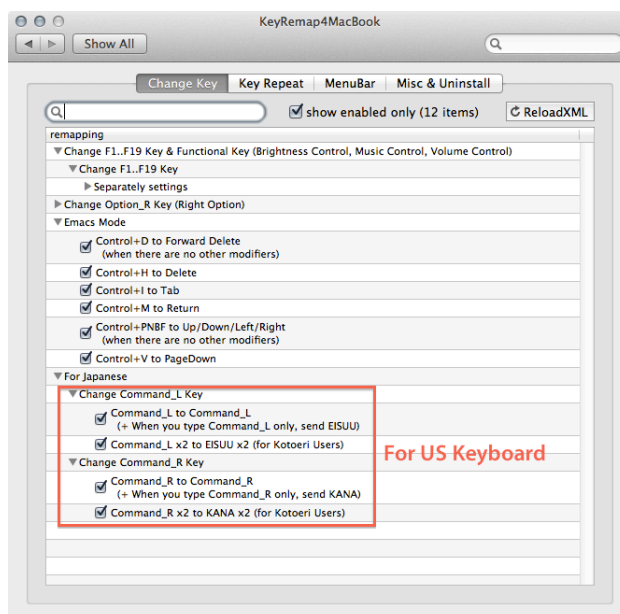 KeyRemap4MacBook
Show All
Change Key Key Repeat MenuBar Misc & Uninstall
show enabled only (12 items) ReloadXML
remapping
Change F1..F19 Key & Functional Key (Brightness Control, Music Control, Volume Control)
Change F1..F19 Key
Separately settings
Change Option_R Key (Right Option)
Emacs Mode
Control+D to Forward Delete
(when there are no other modifiers)
Control+H to Delete
Control+I to Tab
Control+M to Return
Control+PNBF to Up/Down/Left/Right
(when there are no other modifiers)
Control+V to PageDown
For Japanese
Change Command_L Key
Command_L to Command_L
(+ When you type Command_L only, send EISUU)
Command_L x2 to EISUU x2 (for Kotoeri Users)
For US Keyboard
Change Command_R Key
Command_R to Command_R
(+ When you type Command_R only, send KANA)
Command_R x2 to KANA x2 (for Kotoeri Users)